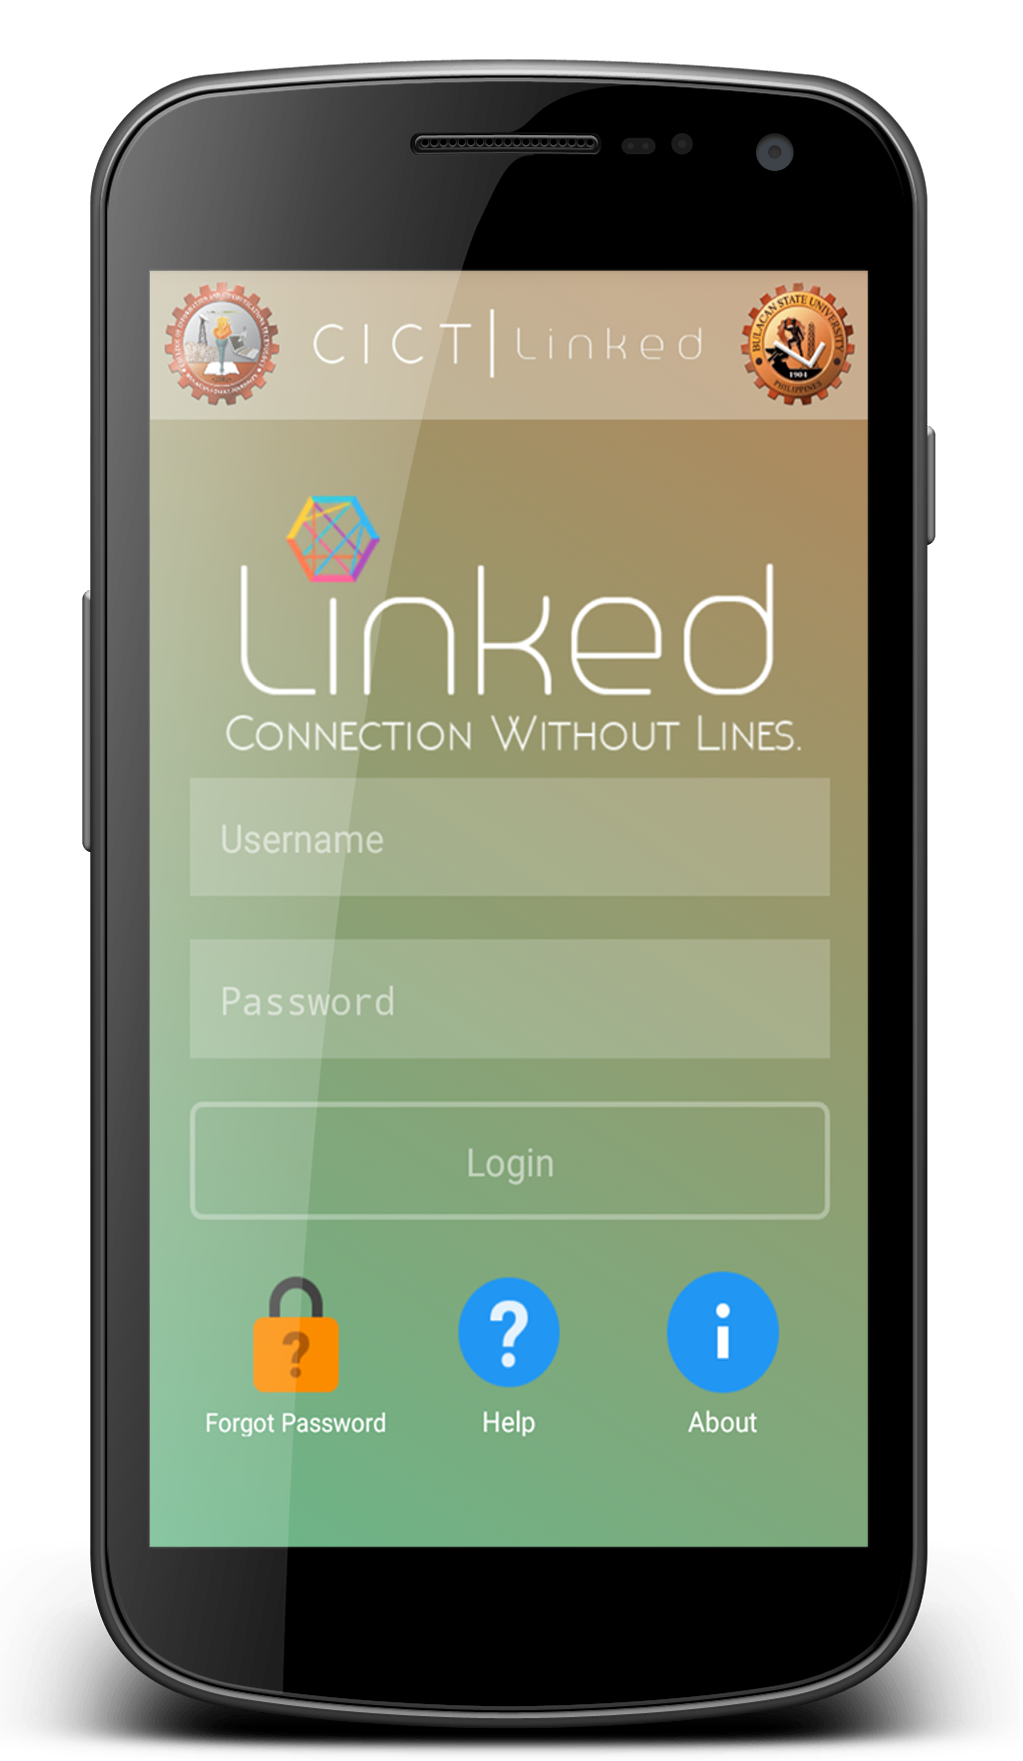 CICT | Linked
BULACAN STATE UNIVERSITY
1904
PHILIPPINES
Linked
CONNECTION WITHOUT LINES.
Username
Password
Login
Forgot Password
Help
About